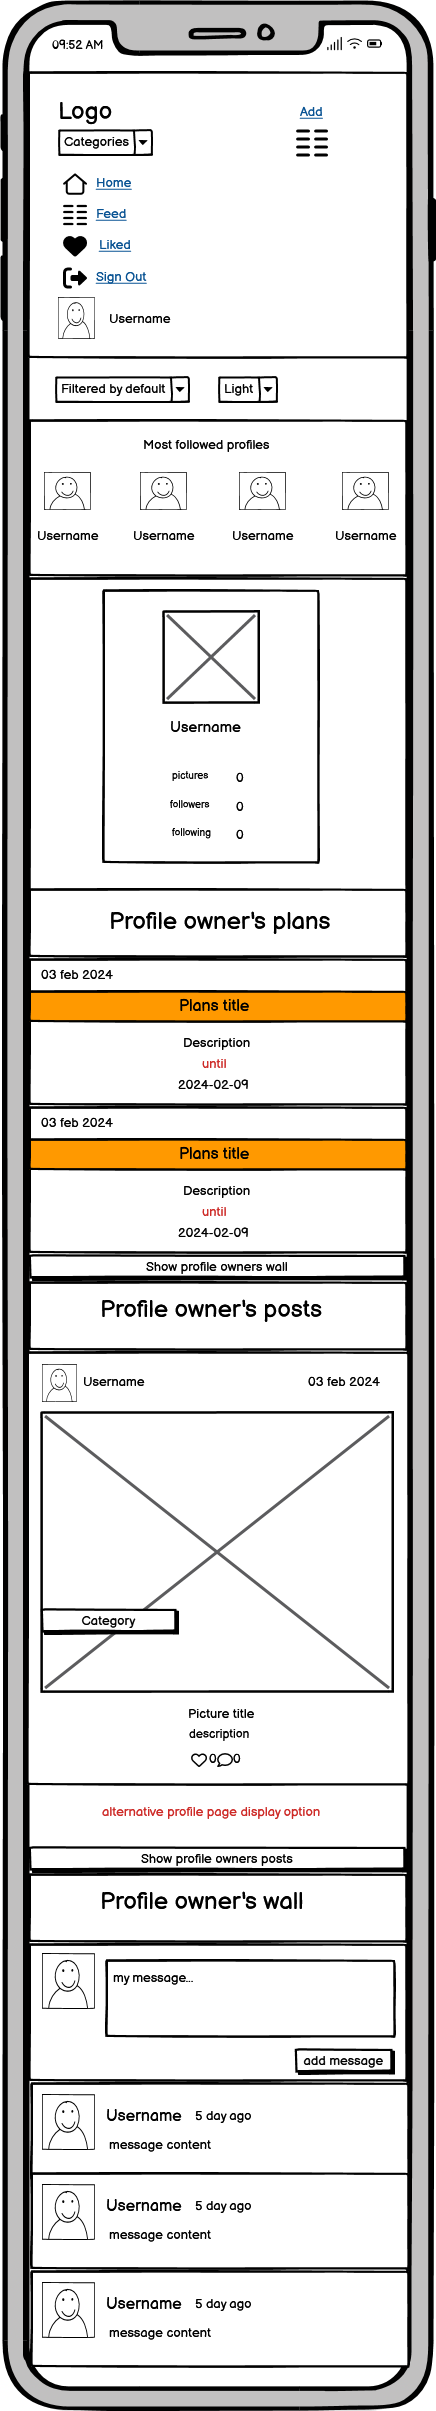 09:52 AM
Logo
Add
Categories
Home
Feed
Liked
Sign Out
Username
Filtered by default
Light
Most followed profiles
Username Username Username Username
Username
pictures 0
followers 0
following 0
Profile owner's plans
03 feb 2024
Plans title
Description
until
2024-02-09
03 feb 2024
Plans title
Description
until
2024-02-09
Show profile owners wall
Profile owner's posts
Username 03 feb 2024
Category
Picture title
description
0 0
alternative profile page display option
Show profile owners posts
Profile owner's wall
my message...
add message
Username 5 day ago
message content
Username 5 day ago
message content
Username 5 day ago
message content